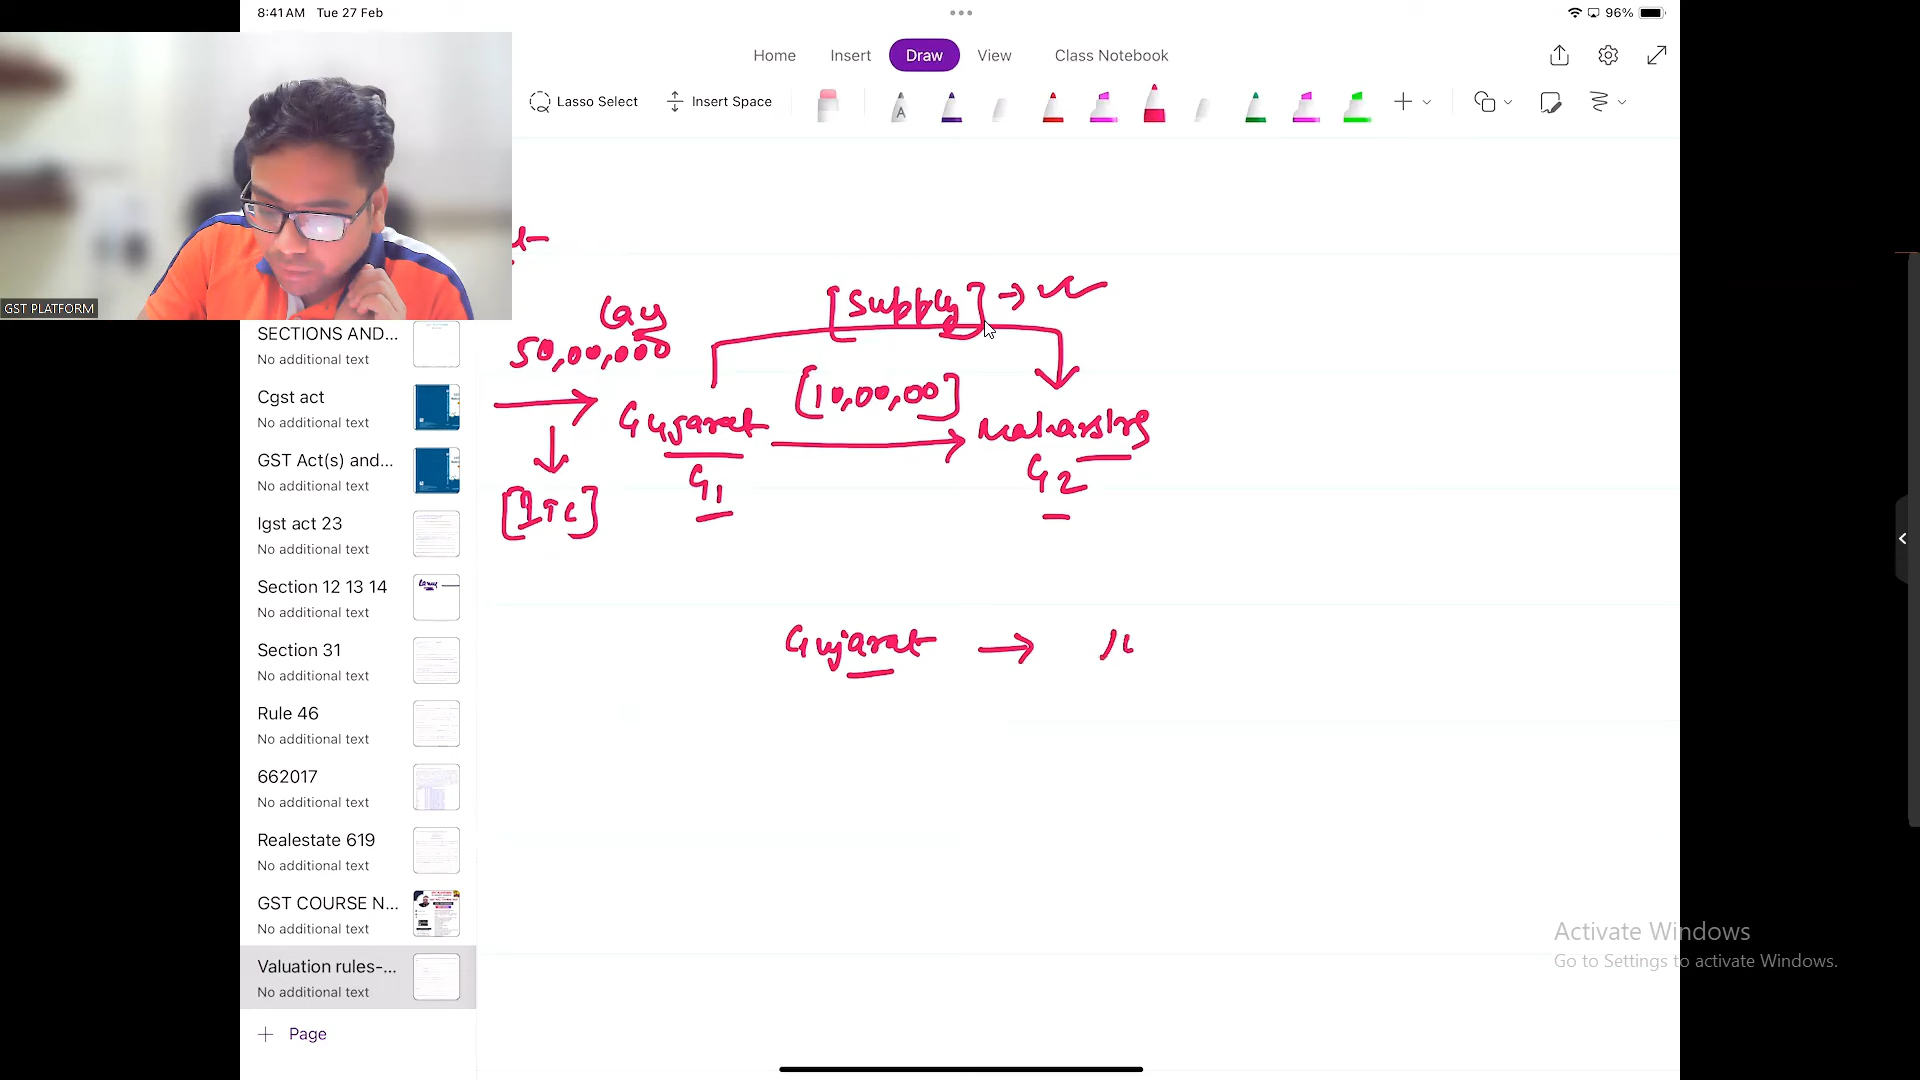 8:41 AM Tue 27 Feb
96%
Home Insert Draw View Class Notebook
Lasso Select Insert Space
A
GST PLATFORM
[Supply] →
50,00,000
[10,00,00]
Gujarat
[ITC]
G1
G2
Gujarat →
SECTIONS AND...
No additional text
Cgst act
No additional text
GST Act(s) and...
No additional text
Igst act 23
No additional text
Section 12 13 14
No additional text
Section 31
No additional text
Rule 46
No additional text
662017
No additional text
Realestate 619
No additional text
GST COURSE N...
No additional text
Valuation rules-...
No additional text
+ Page
Activate Windows
Go to Settings to activate Windows.